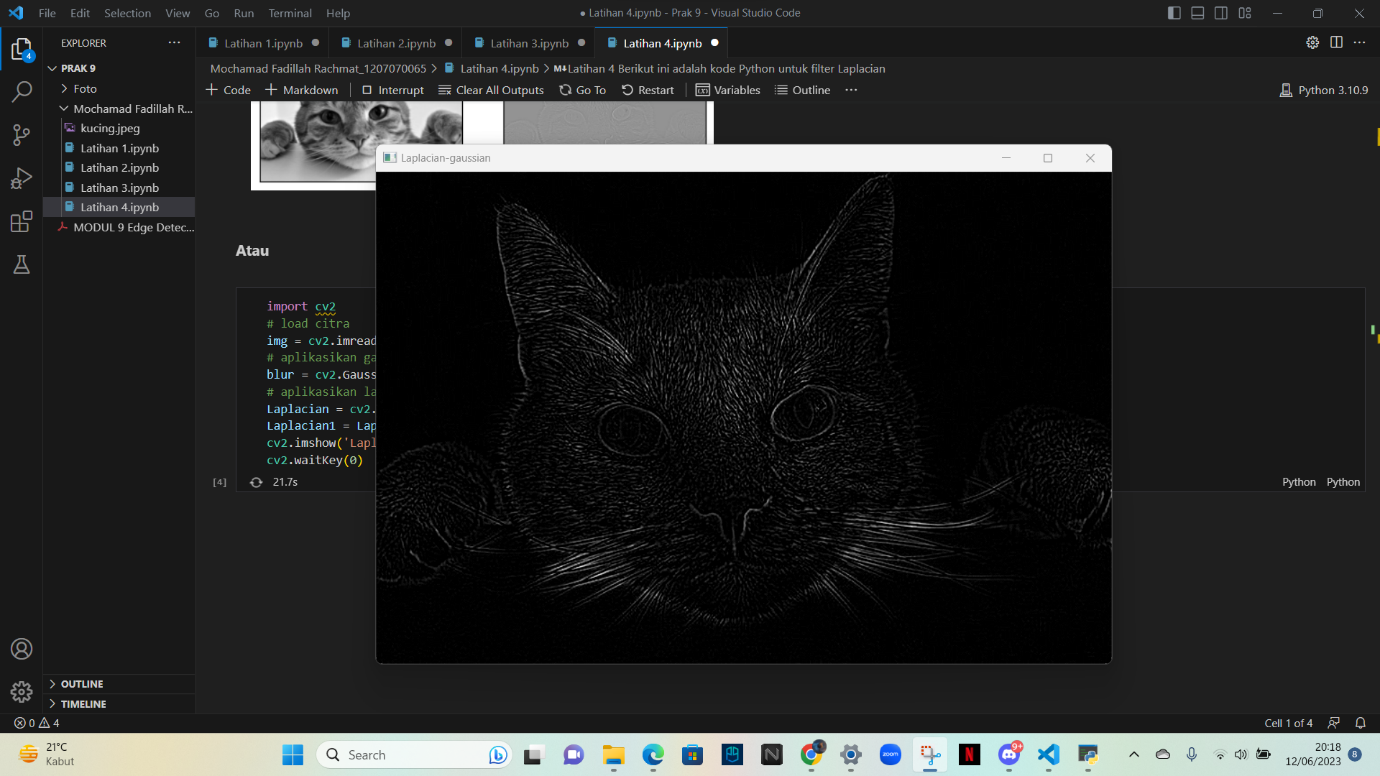 File Edit Selection View Go Run Terminal Help
● Latihan 4.ipynb - Prak 9 - Visual Studio Code
EXPLORER
Latihan 1.ipynb
Latihan 2.ipynb
Latihan 3.ipynb
Latihan 4.ipynb
PRAK 9
Mochamad Fadillah Rachmat_1207070065 > Latihan 4.ipynb > M↓Latihan 4 Berikut ini adalah kode Python untuk filter Laplacian
+ Code + Markdown Interrupt Clear All Outputs Go To Restart Variables Outline ... Python 3.10.9
Foto
Mochamad Fadillah R...
kucing.jpeg
Latihan 1.ipynb
Latihan 2.ipynb
Latihan 3.ipynb
Latihan 4.ipynb
MODUL 9 Edge Detec...
4
Laplacian-gaussian
Atau
import cv2
# load citra
img = cv2.imread
# aplikasikan ga
blur = cv2.Gauss
# aplikasikan la
Laplacian = cv2.
Laplacian1 = Lap
cv2.imshow('Lapl
cv2.waitKey(0)
[4] 21.7s
Python Python
OUTLINE
TIMELINE
0 4
Cell 1 of 4
21°C
Kabut
Search
zoom
N
N
9+
20:18
12/06/2023
8